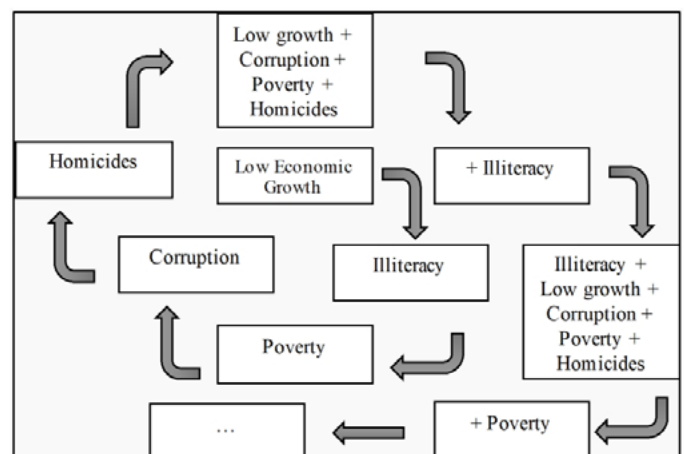 Low growth +
Corruption +
Poverty +
Homicides
Homicides
Low Economic
Growth
+ Illiteracy
Corruption
Illiteracy
Illiteracy +
Low growth +
Corruption +
Poverty +
Homicides
Poverty
...
+ Poverty